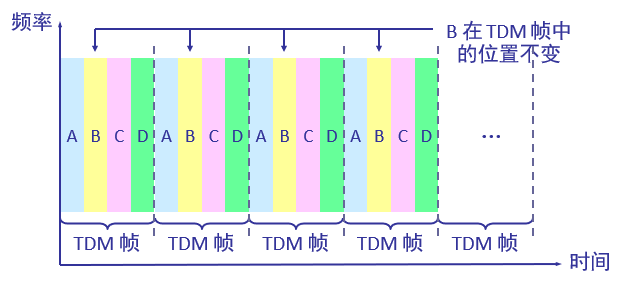 频率
B 在 TDM 帧中
的位置不变
A B C D A B C D A B C D A B C D ...
TDM 帧 TDM 帧 TDM 帧 TDM 帧 TDM 帧
时间